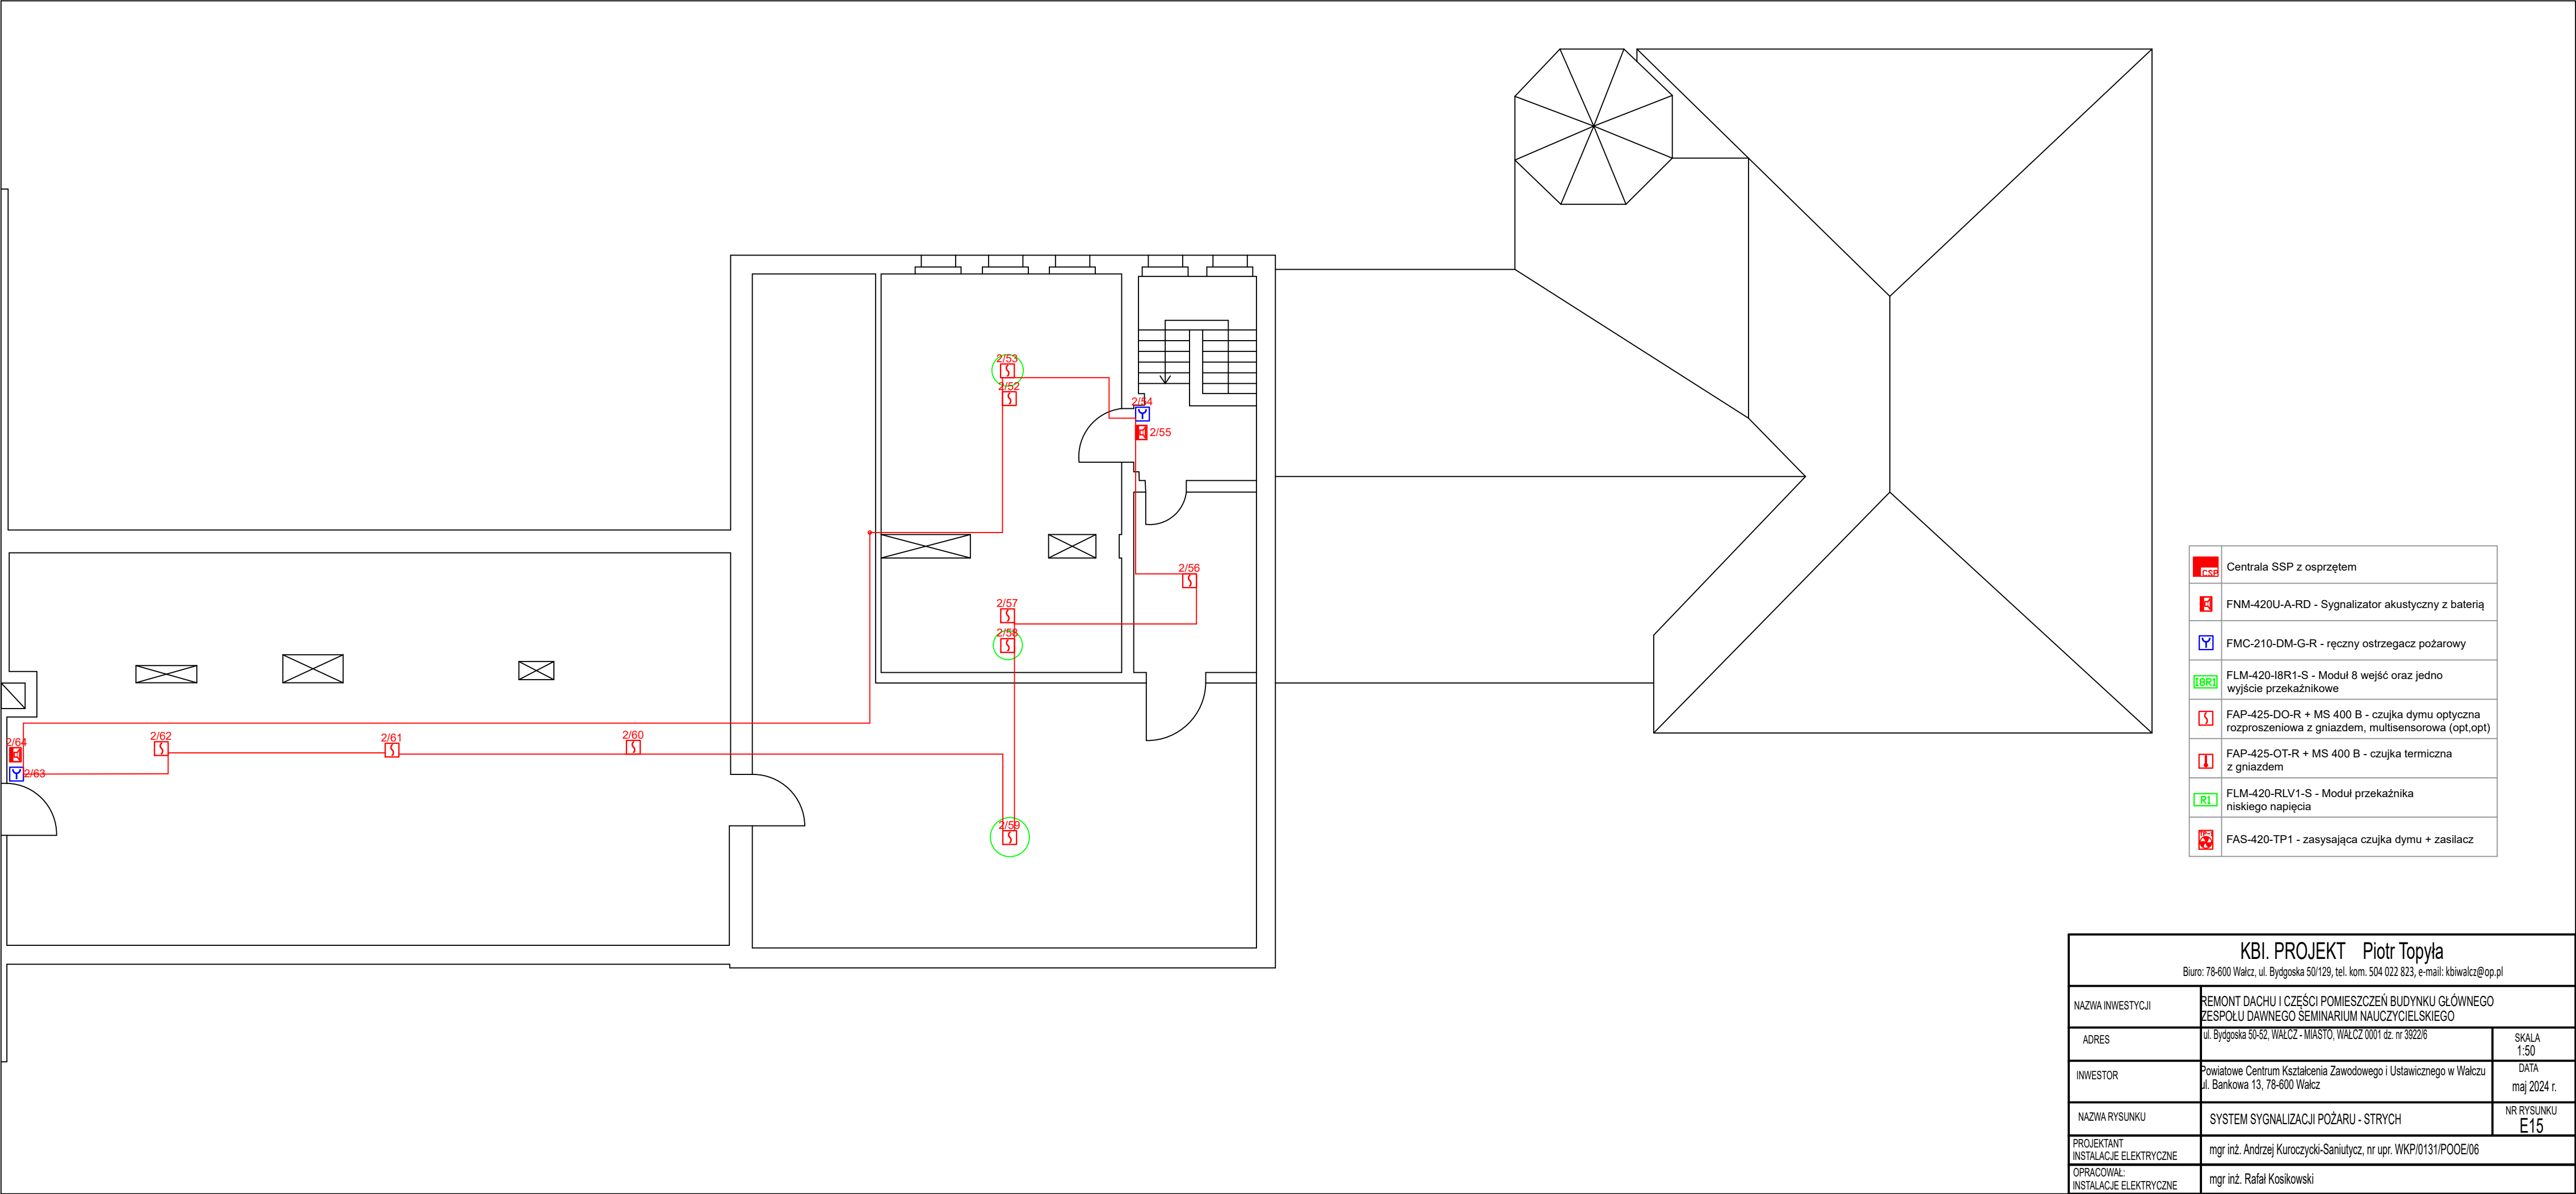 2/53
2/52
2/54
2/55
2/56
2/57
2/58
2/59
2/60
2/61
2/62
2/64
2/63
CSP
Centrala SSP z osprzętem
FNM-420U-A-RD - Sygnalizator akustyczny z baterią
FMC-210-DM-G-R - ręczny ostrzegacz pożarowy
I8R1
FLM-420-I8R1-S - Moduł 8 wejść oraz jedno
wyjście przekaźnikowe
FAP-425-DO-R + MS 400 B - czujka dymu optyczna
rozproszeniowa z gniazdem, multisensorowa (opt,opt)
FAP-425-OT-R + MS 400 B - czujka termiczna
z gniazdem
R1
FLM-420-RLV1-S - Moduł przekaźnika
niskiego napięcia
FAS-420-TP1 - zasysająca czujka dymu + zasilacz
KBI. PROJEKT Piotr Topyła
Biuro: 78-600 Wałcz, ul. Bydgoska 50/129, tel. kom. 504 022 823, e-mail: kbiwalcz@op.pl
NAZWA INWESTYCJI
REMONT DACHU I CZĘŚCI POMIESZCZEŃ BUDYNKU GŁÓWNEGO
ZESPOŁU DAWNEGO SEMINARIUM NAUCZYCIELSKIEGO
ADRES
ul. Bydgoska 50-52, WAŁCZ - MIASTO, WAŁCZ 0001 dz. nr 3922/6
SKALA
1:50
INWESTOR
Powiatowe Centrum Kształcenia Zawodowego i Ustawicznego w Wałczu
ul. Bankowa 13, 78-600 Wałcz
DATA
maj 2024 r.
NAZWA RYSUNKU
SYSTEM SYGNALIZACJI POŻARU - STRYCH
NR RYSUNKU
E15
PROJEKTANT
INSTALACJE ELEKTRYCZNE
mgr inż. Andrzej Kuroczycki-Saniutycz, nr upr. WKP/0131/POOE/06
OPRACOWAŁ:
INSTALACJE ELEKTRYCZNE
mgr inż. Rafał Kosikowski